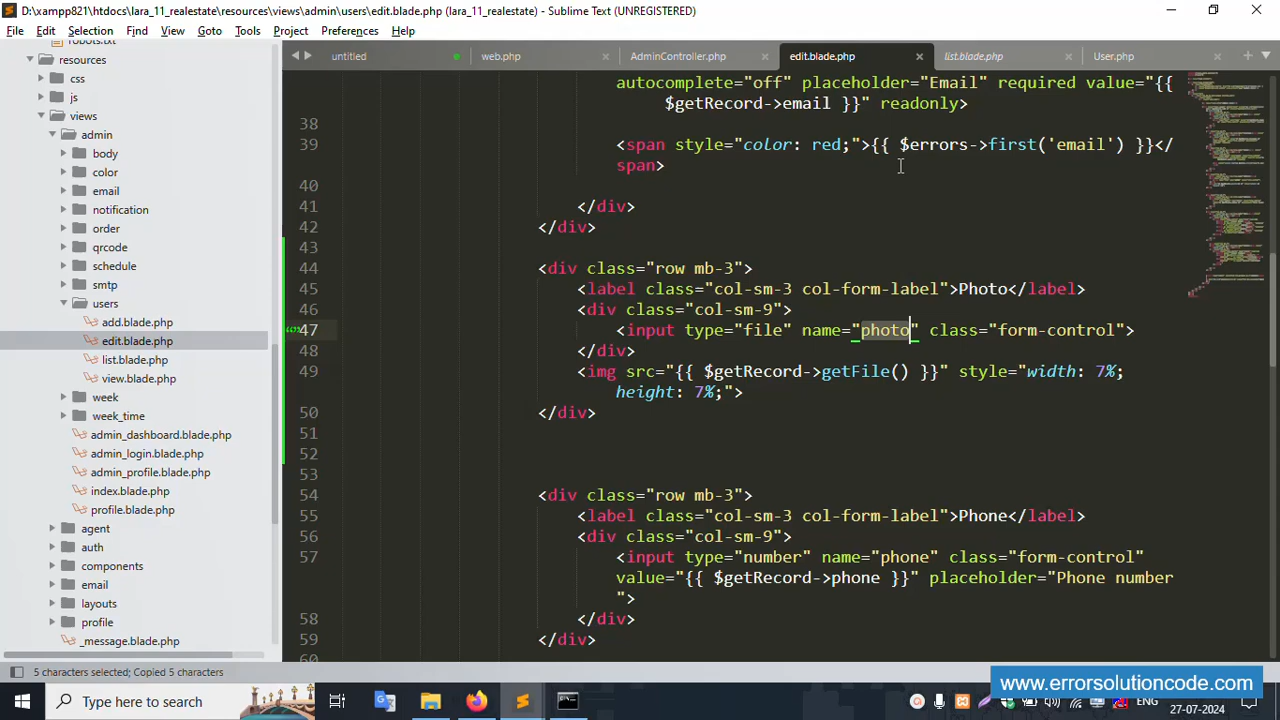 D:\xampp821\htdocs\lara_11_realestate\resources\views\admin\users\edit.blade.php (lara_11_realestate) - Sublime Text (UNREGISTERED)
File Edit Selection Find View Goto Tools Project Preferences Help
robots.txt
resources
css
js
views
admin
body
color
email
notification
order
qrcode
schedule
smtp
users
add.blade.php
edit.blade.php
list.blade.php
view.blade.php
week
week_time
admin_dashboard.blade.php
admin_login.blade.php
admin_profile.blade.php
index.blade.php
profile.blade.php
agent
auth
components
email
layouts
profile
_message.blade.php
untitled web.php AdminController.php edit.blade.php list.blade.php User.php
autocomplete="off" placeholder="Email" required value="{{
$getRecord->email }}" readonly>
38
39 <span style="color: red;">{{ $errors->first('email') }}</
span>
40
41 </div>
42 </div>
43
44 <div class="row mb-3">
45 <label class="col-sm-3 col-form-label">Photo</label>
46 <div class="col-sm-9">
47 <input type="file" name="photo" class="form-control">
48 </div>
49 <img src="{{ $getRecord->getFile() }}" style="width: 7%;
height: 7%;">
50 </div>
51
52
53
54 <div class="row mb-3">
55 <label class="col-sm-3 col-form-label">Phone</label>
56 <div class="col-sm-9">
57 <input type="number" name="phone" class="form-control"
value="{{ $getRecord->phone }}" placeholder="Phone number
">
58 </div>
59 </div>
60
5 characters selected; Copied 5 characters
www.errorsolutioncode.com
Type here to search
ENG
27-07-2024